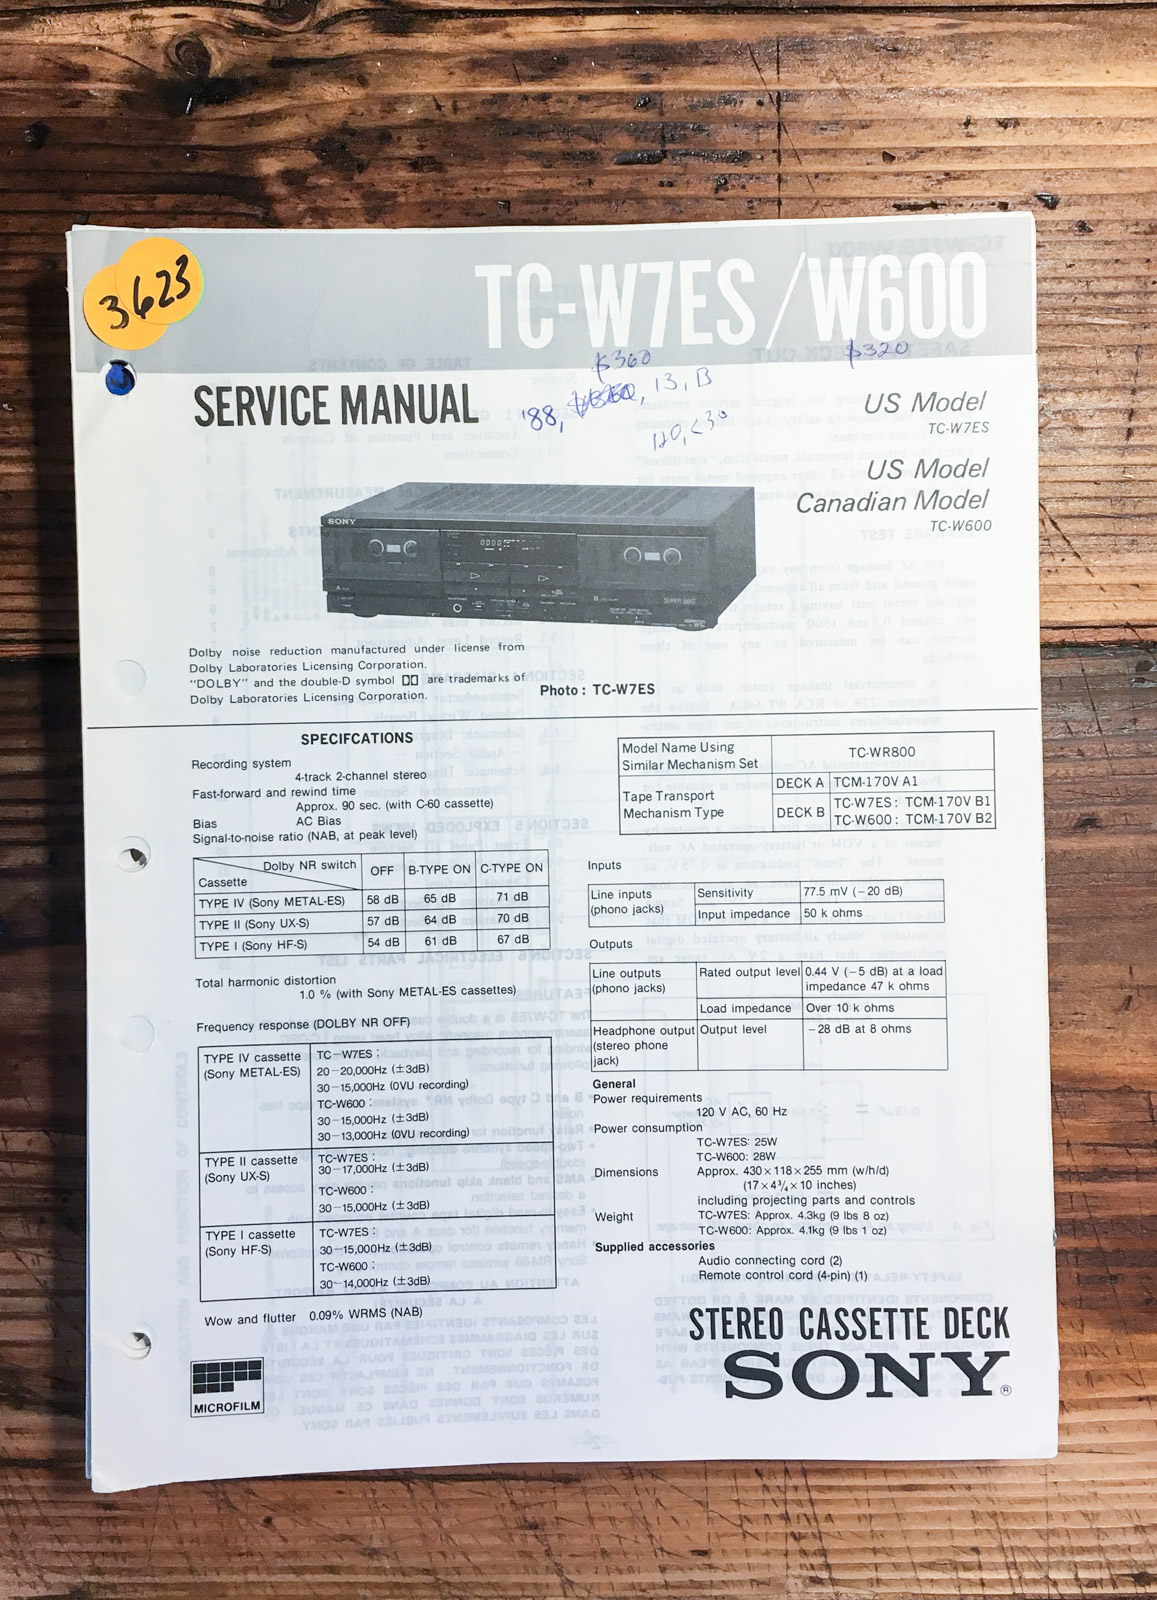 3623
TC-W7ES/W600
$360
$320
SERVICE MANUAL
'88, 13, B
120, <30
US Model
TC-W7ES
US Model
Canadian Model
TC-W600
SONY
Dolby noise reduction manufactured under license from
Dolby Laboratories Licensing Corporation.
"DOLBY" and the double-D symbol are trademarks of
Dolby Laboratories Licensing Corporation.
Photo : TC-W7ES
SPECIFCATIONS
Recording system
4-track 2-channel stereo
Fast-forward and rewind time
Approx. 90 sec. (with C-60 cassette)
Bias AC Bias
Signal-to-noise ratio (NAB, at peak level)
Dolby NR switch OFF B-TYPE ON C-TYPE ON
Cassette
TYPE IV (Sony METAL-ES) 58 dB 65 dB 71 dB
TYPE II (Sony UX-S) 57 dB 64 dB 70 dB
TYPE I (Sony HF-S) 54 dB 61 dB 67 dB
Total harmonic distortion
1.0 % (with Sony METAL-ES cassettes)
Frequency response (DOLBY NR OFF)
TYPE IV cassette
(Sony METAL-ES)
TC-W7ES :
20-20,000Hz (±3dB)
30-15,000Hz (0VU recording)
TC-W600 :
30-15,000Hz (±3dB)
30-13,000Hz (0VU recording)
TYPE II cassette
(Sony UX-S)
TC-W7ES :
30-17,000Hz (±3dB)
TC-W600 :
30-15,000Hz (±3dB)
TYPE I cassette
(Sony HF-S)
TC-W7ES :
30-15,000Hz (±3dB)
TC-W600 :
30-14,000Hz (±3dB)
Wow and flutter 0.09% WRMS (NAB)
MICROFILM
Model Name Using
Similar Mechanism Set
TC-WR800
Tape Transport
Mechanism Type
DECK A TCM-170V A1
DECK B TC-W7ES : TCM-170V B1
TC-W600 : TCM-170V B2
Inputs
Line inputs
(phono jacks)
Sensitivity 77.5 mV (-20 dB)
Input impedance 50 k ohms
Outputs
Line outputs
(phono jacks)
Rated output level 0.44 V (-5 dB) at a load
impedance 47 k ohms
Load impedance Over 10 k ohms
Headphone output
(stereo phone
jack)
Output level -28 dB at 8 ohms
General
Power requirements
120 V AC, 60 Hz
Power consumption
TC-W7ES: 25W
TC-W600: 28W
Dimensions Approx. 430×118×255 mm (w/h/d)
(17×4¾×10 inches)
including projecting parts and controls
Weight TC-W7ES: Approx. 4.3kg (9 lbs 8 oz)
TC-W600: Approx. 4.1kg (9 lbs 1 oz)
Supplied accessories
Audio connecting cord (2)
Remote control cord (4-pin) (1)
STEREO CASSETTE DECK
SONY®